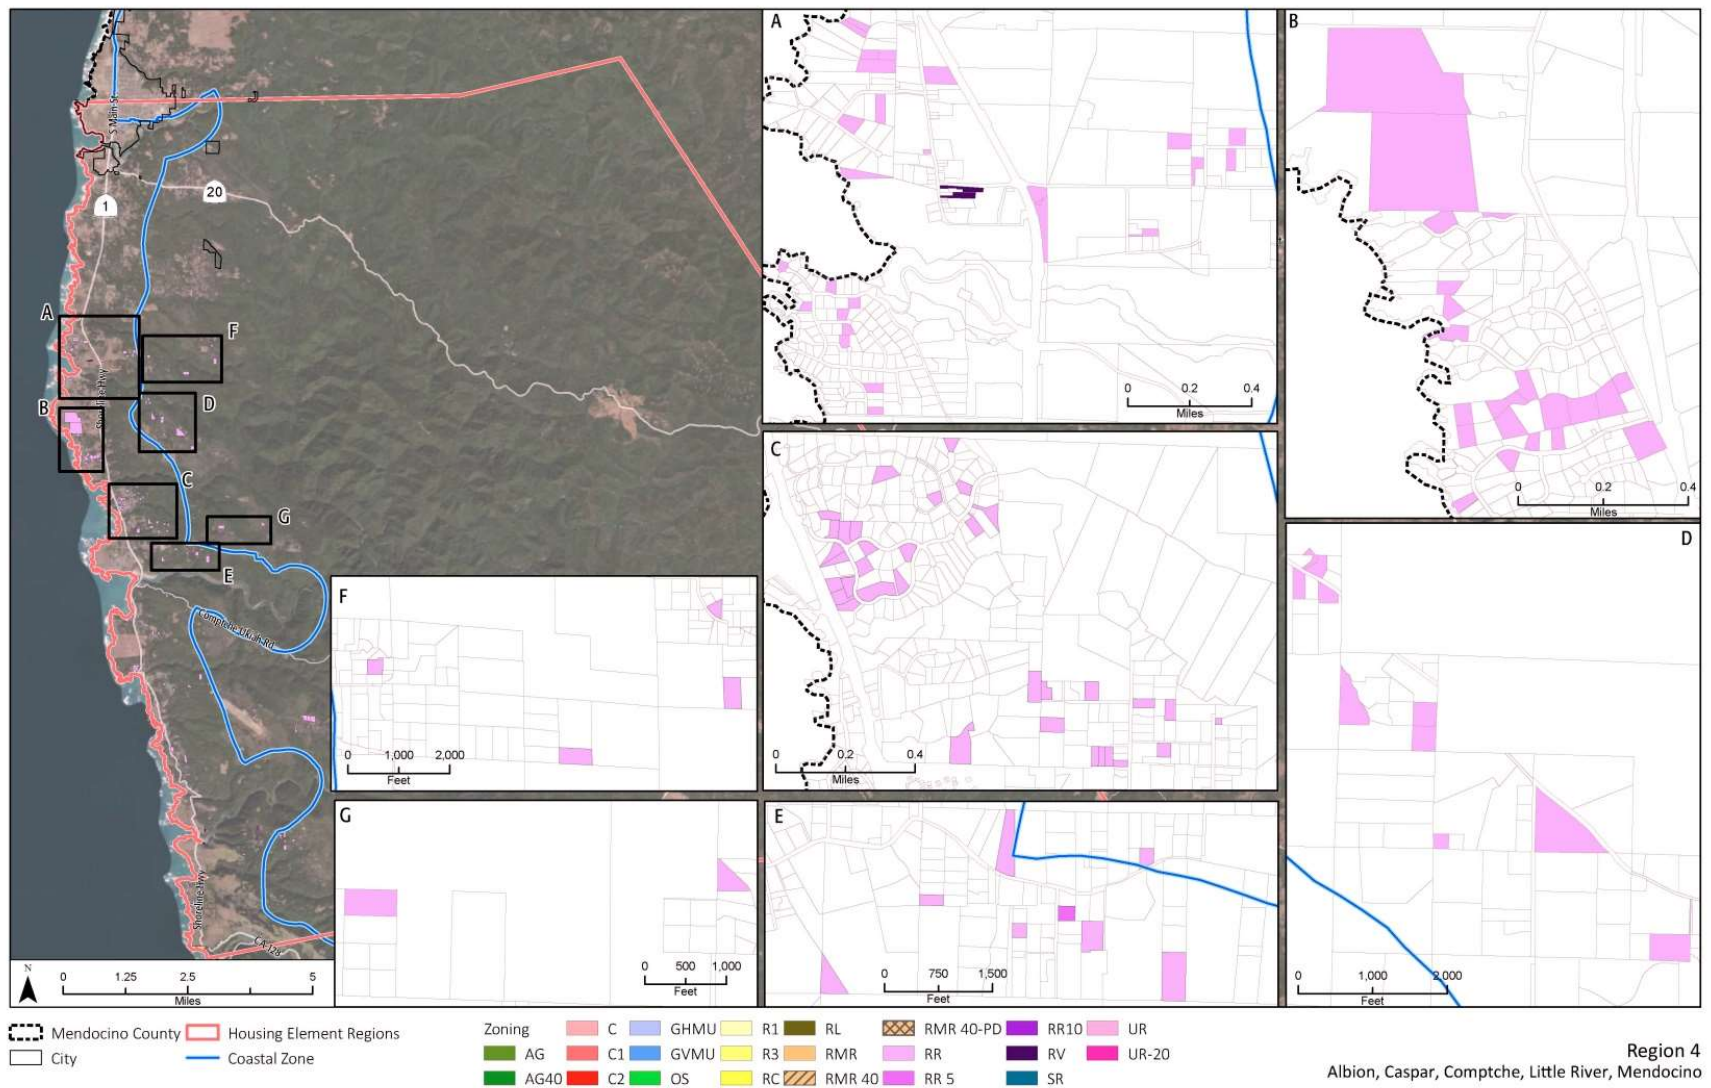 S Main St
20
1
A
F
B
Shoreline Hwy
D
C
G
E
Comptche Ukiah Rd
Shoreline Hwy
CA-128
N
0 1.25 2.5 5
Miles
A
0 0.2 0.4
Miles
B
0 0.2 0.4
Miles
C
0 0.2 0.4
Miles
D
0 1,000 2,000
Feet
F
0 1,000 2,000
Feet
G
0 500 1,000
Feet
E
0 750 1,500
Feet
Mendocino County
Housing Element Regions
City
Coastal Zone
Zoning
AG
AG40
C
C1
C2
GHMU
GVMU
OS
R1
R3
RC
RL
RMR
RMR 40
RMR 40-PD
RR
RR 5
RR10
RV
SR
UR
UR-20
Region 4
Albion, Caspar, Comptche, Little River, Mendocino